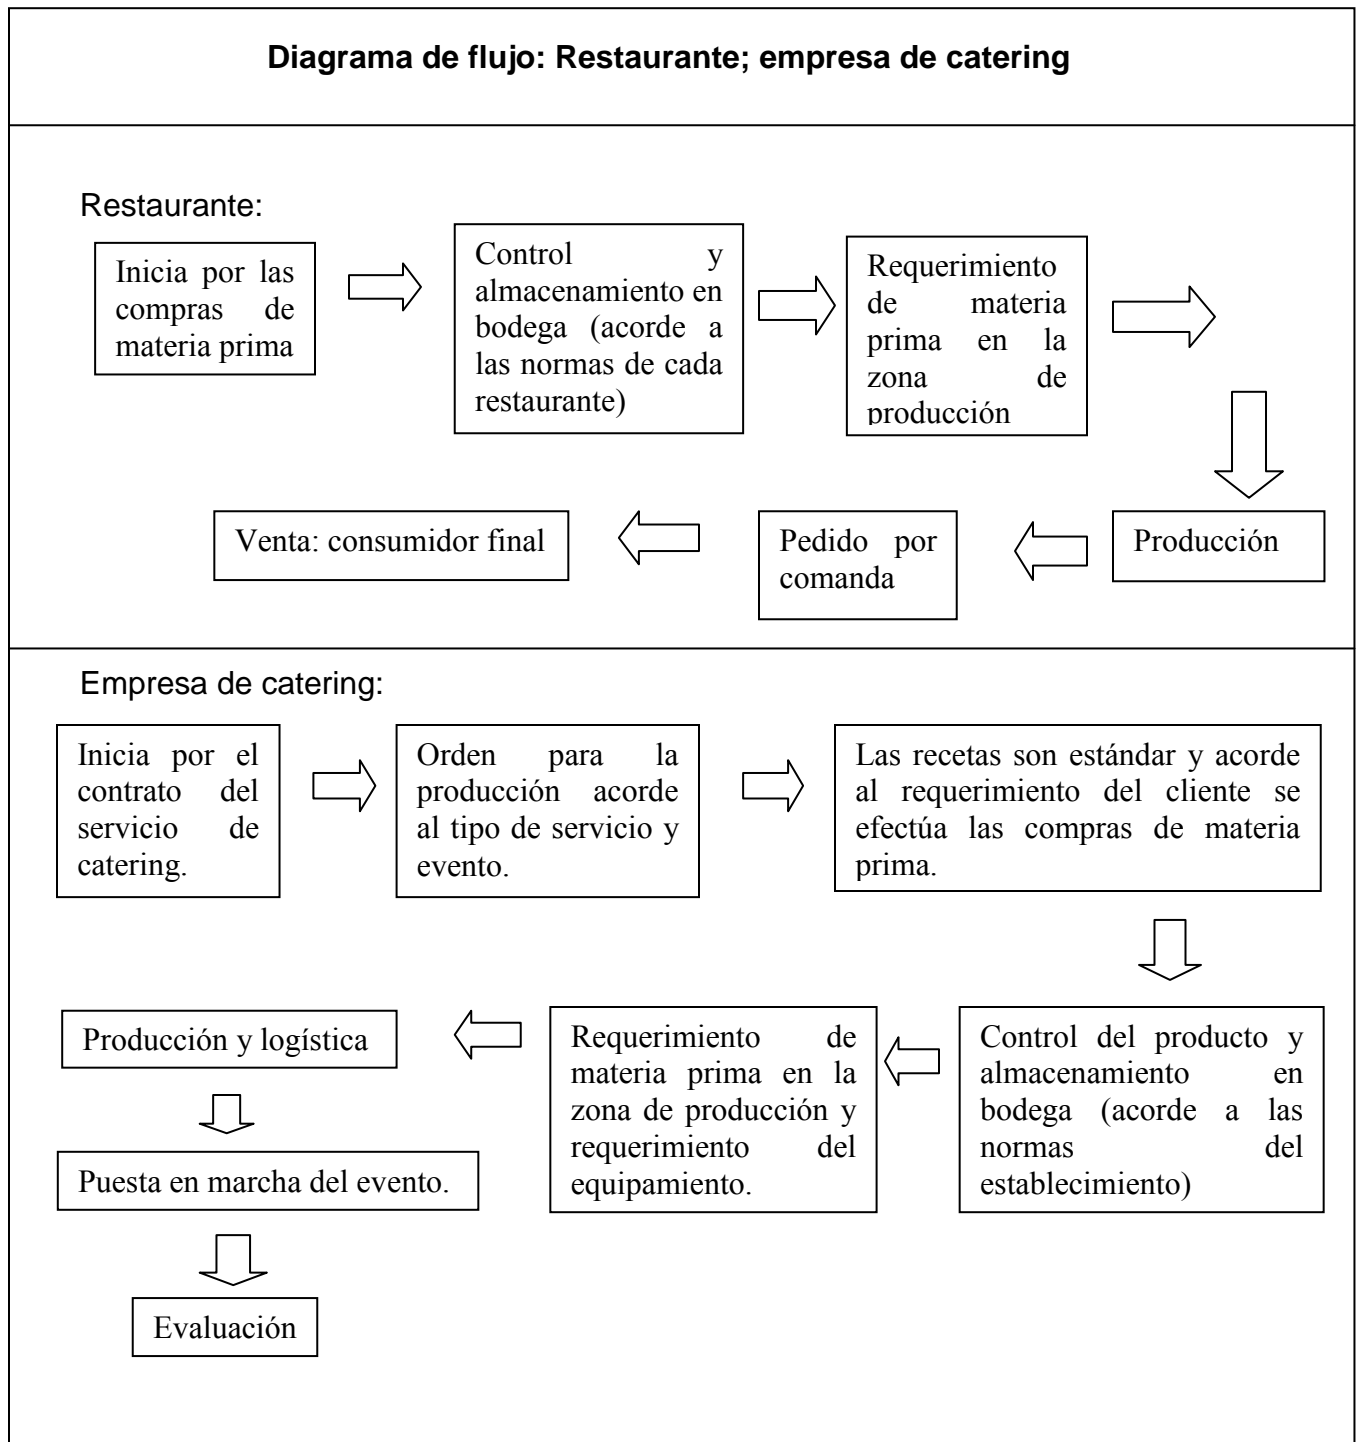 Diagrama de flujo: Restaurante; empresa de catering
Restaurante:
Inicia por las
compras de
materia prima
Control y
almacenamiento en
bodega (acorde a
las normas de cada
restaurante)
Requerimiento
de materia
prima en la
zona de
producción
Producción
Pedido por
comanda
Venta: consumidor final
Empresa de catering:
Inicia por el
contrato del
servicio de
catering.
Orden para la
producción acorde
al tipo de servicio y
evento.
Las recetas son estándar y acorde
al requerimiento del cliente se
efectúa las compras de materia
prima.
Control del producto y
almacenamiento en
bodega (acorde a las
normas del
establecimiento)
Requerimiento de
materia prima en la
zona de producción y
requerimiento del
equipamiento.
Producción y logística
Puesta en marcha del evento.
Evaluación